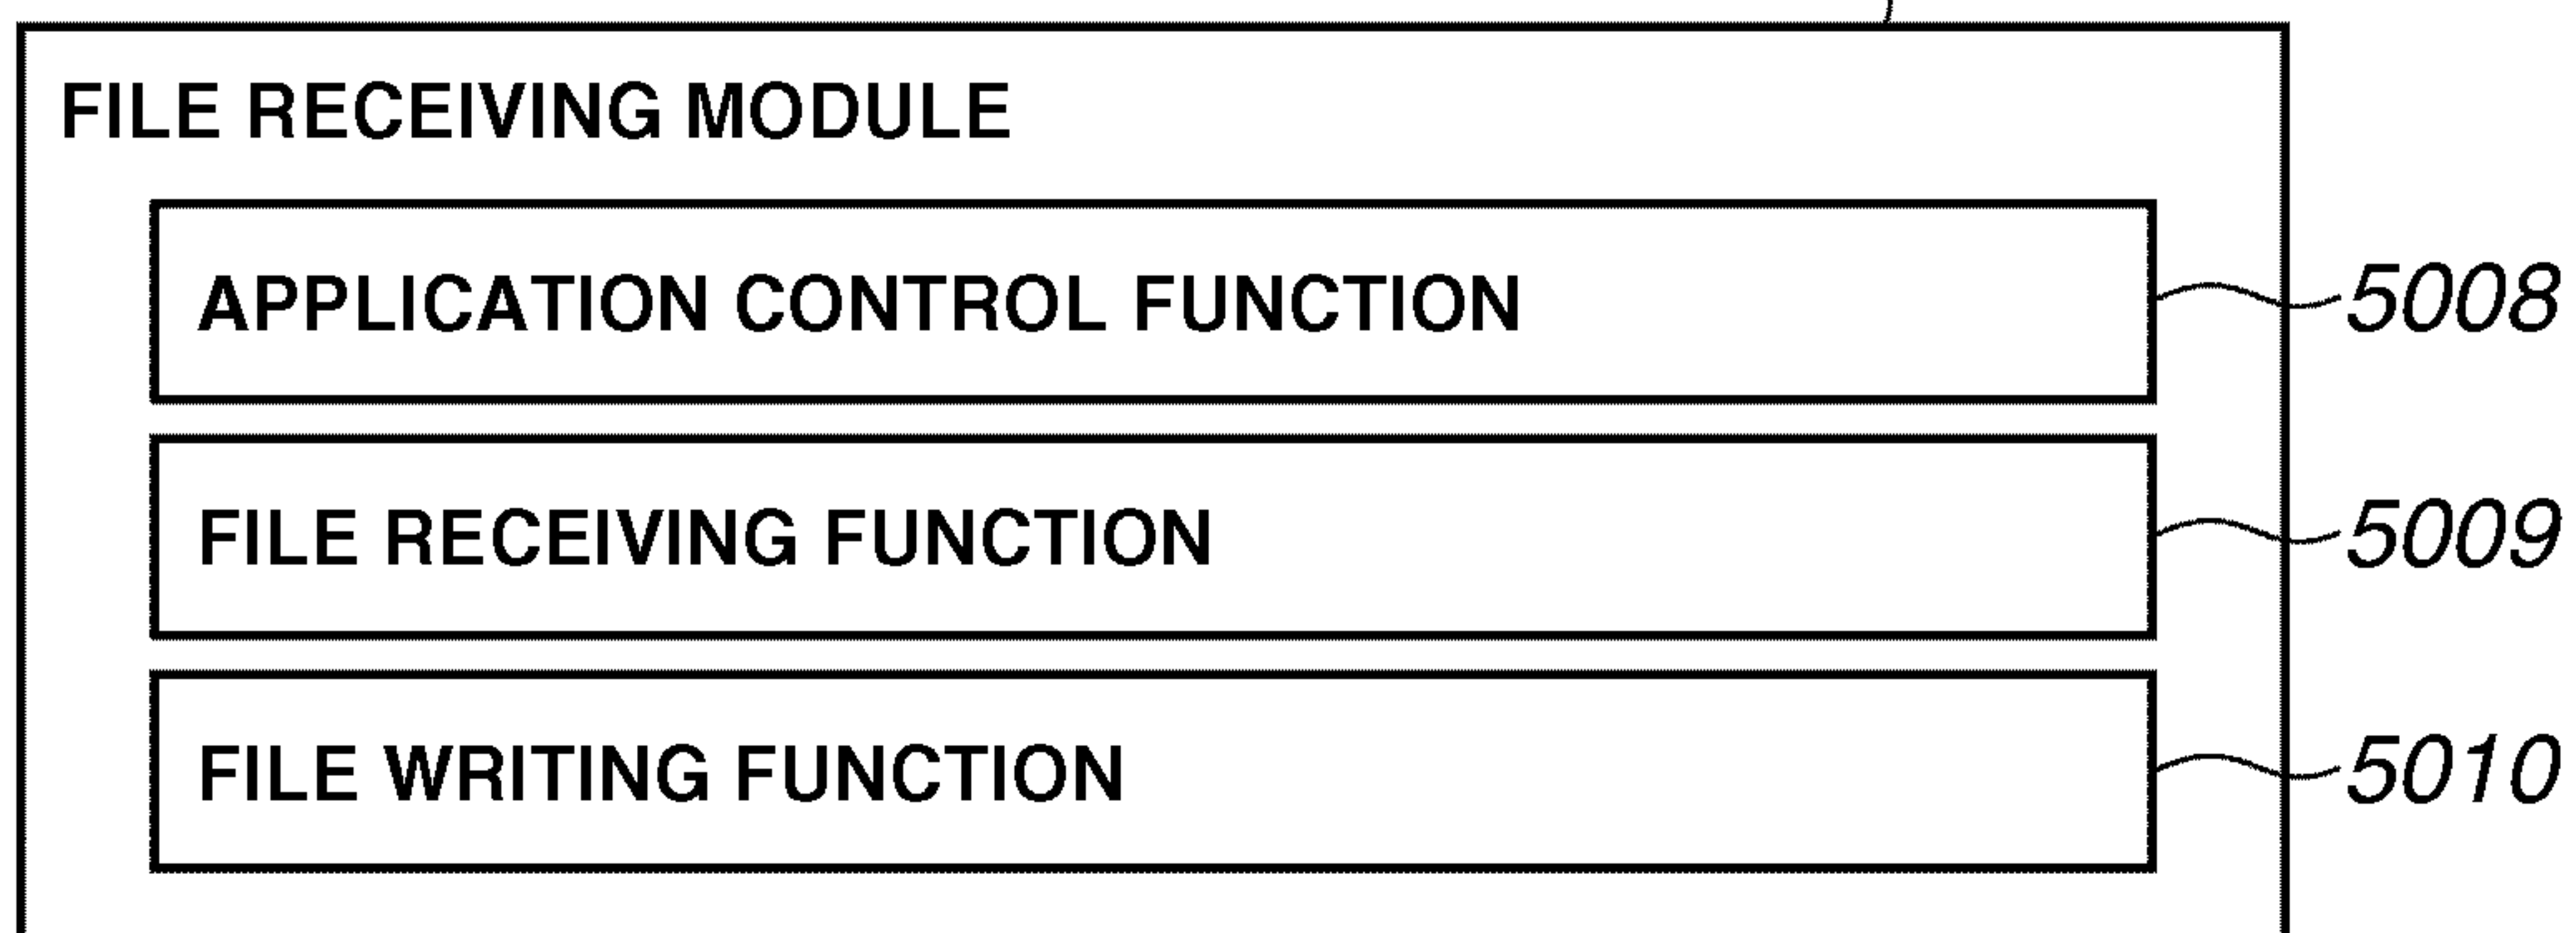 FILE RECEIVING MODULE
APPLICATION CONTROL FUNCTION 5008
FILE RECEIVING FUNCTION 5009
FILE WRITING FUNCTION 5010